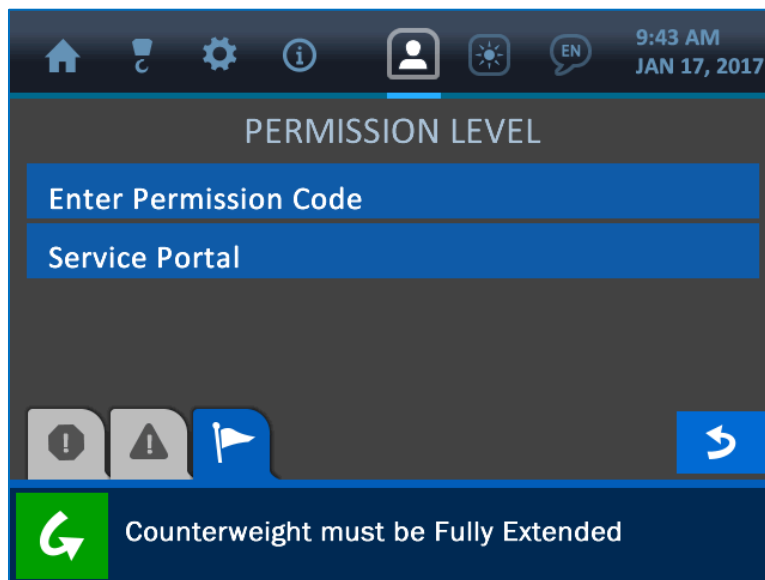 EN
9:43 AM
JAN 17, 2017
PERMISSION LEVEL
Enter Permission Code
Service Portal
Counterweight must be Fully Extended